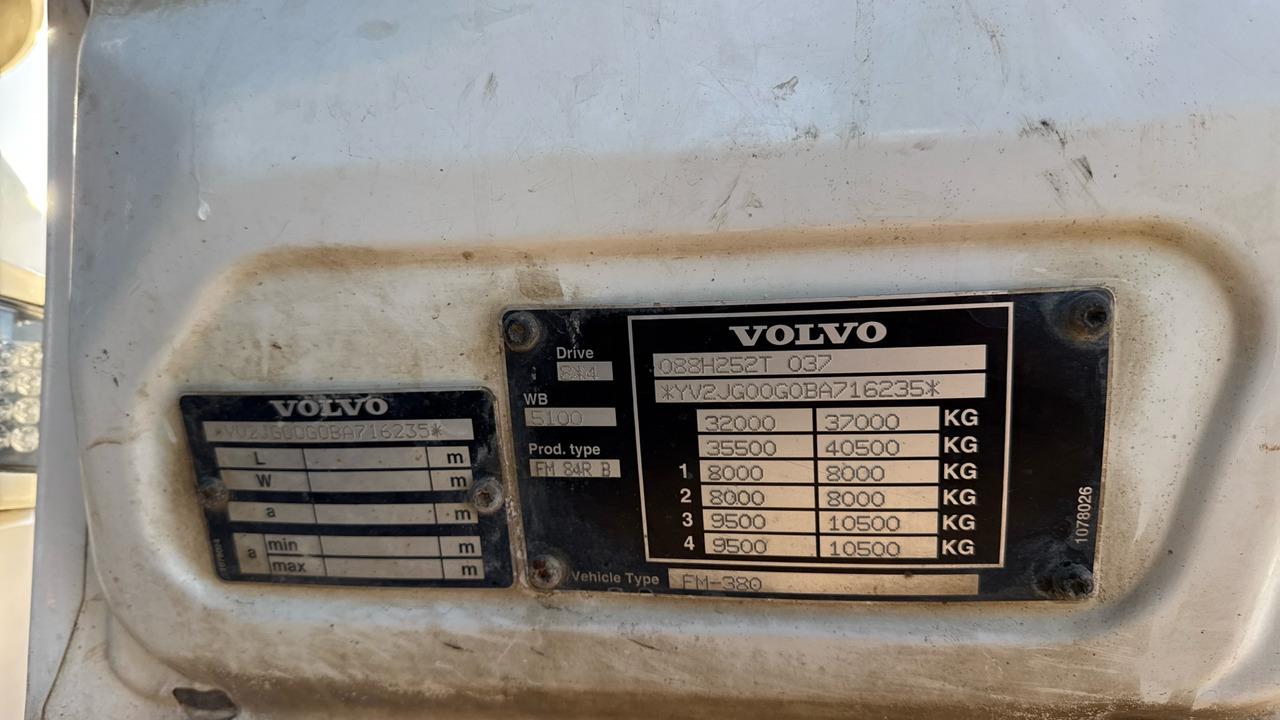 VOLVO
*YV2JG00G0BA716235*
L m
W m
a m
a min m
max m
VOLVO
Drive
8*4
WB
5100
Prod. type
FM 84R B
088H252T 037
*YV2JG00G0BA716235*
32000 37000 KG
35500 40500 KG
1 8000 8000 KG
2 8000 8000 KG
3 9500 10500 KG
4 9500 10500 KG
Vehicle Type FM-380
1078026